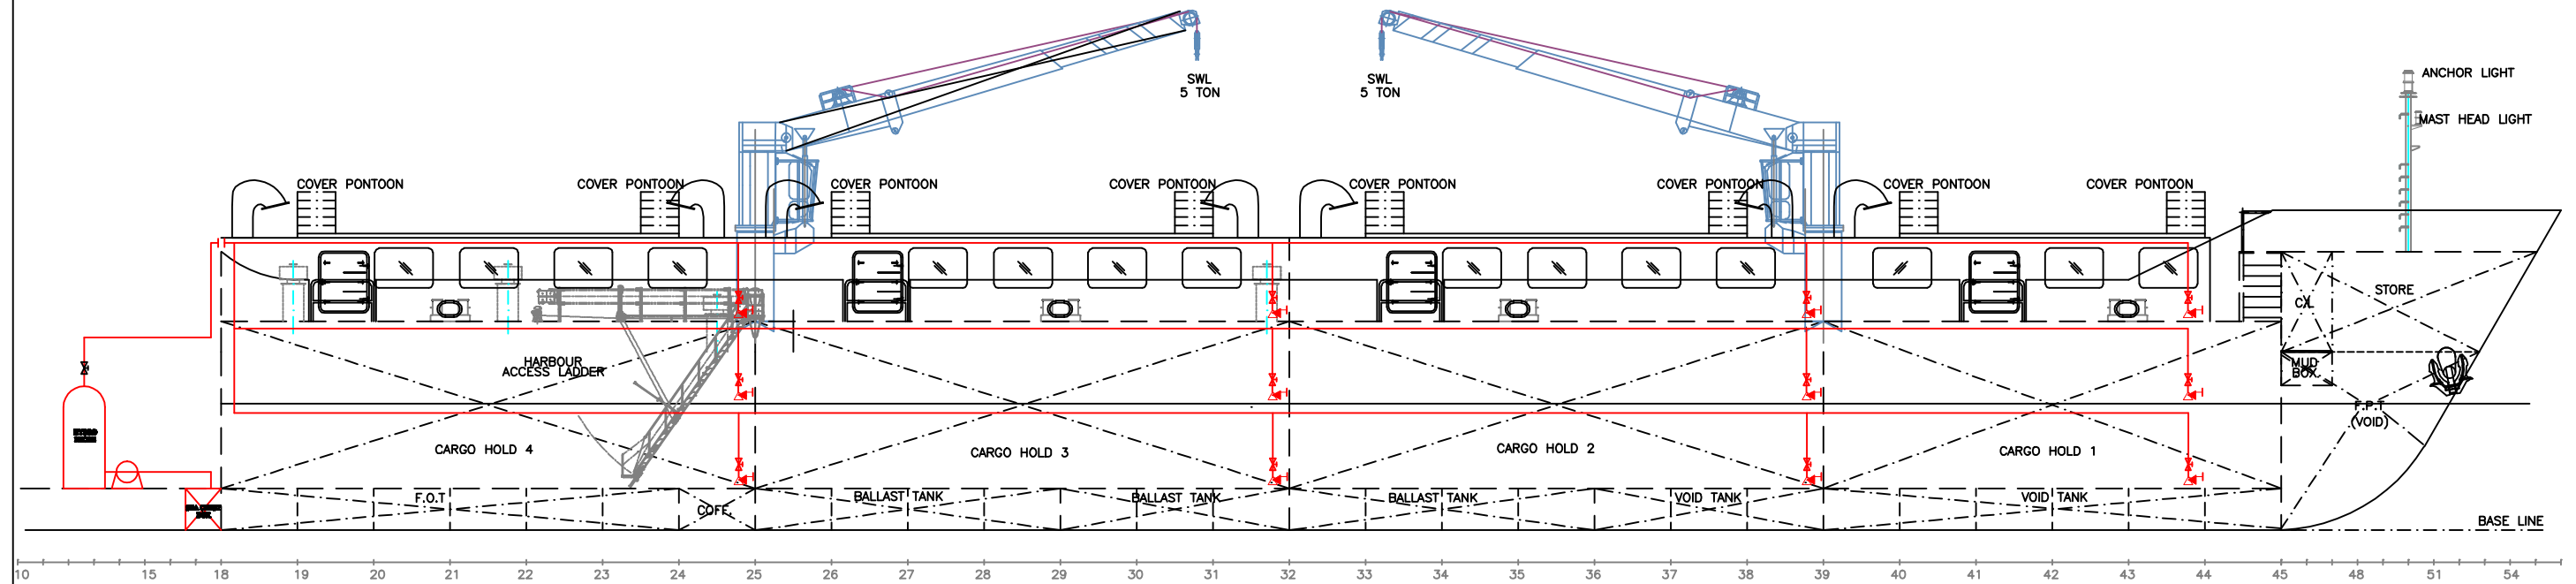 ANCHOR LIGHT
SWL
5 TON
SWL
5 TON
MAST HEAD LIGHT
COVER PONTOON
COVER PONTOON
COVER PONTOON
COVER PONTOON
COVER PONTOON
COVER PONTOON
COVER PONTOON
COVER PONTOON
STORE
C.L
HARBOUR
ACCESS LADDER
MUD
BOX
F.P.T
(VOID)
CARGO HOLD 4
CARGO HOLD 3
CARGO HOLD 2
CARGO HOLD 1
F.O.T
COFF.
BALLAST TANK
BALLAST TANK
BALLAST TANK
VOID TANK
VOID TANK
BASE LINE
10 15 18 19 20 21 22 23 24 25 26 27 28 29 30 31 32 33 34 35 36 37 38 39 40 41 42 43 44 45 48 51 54